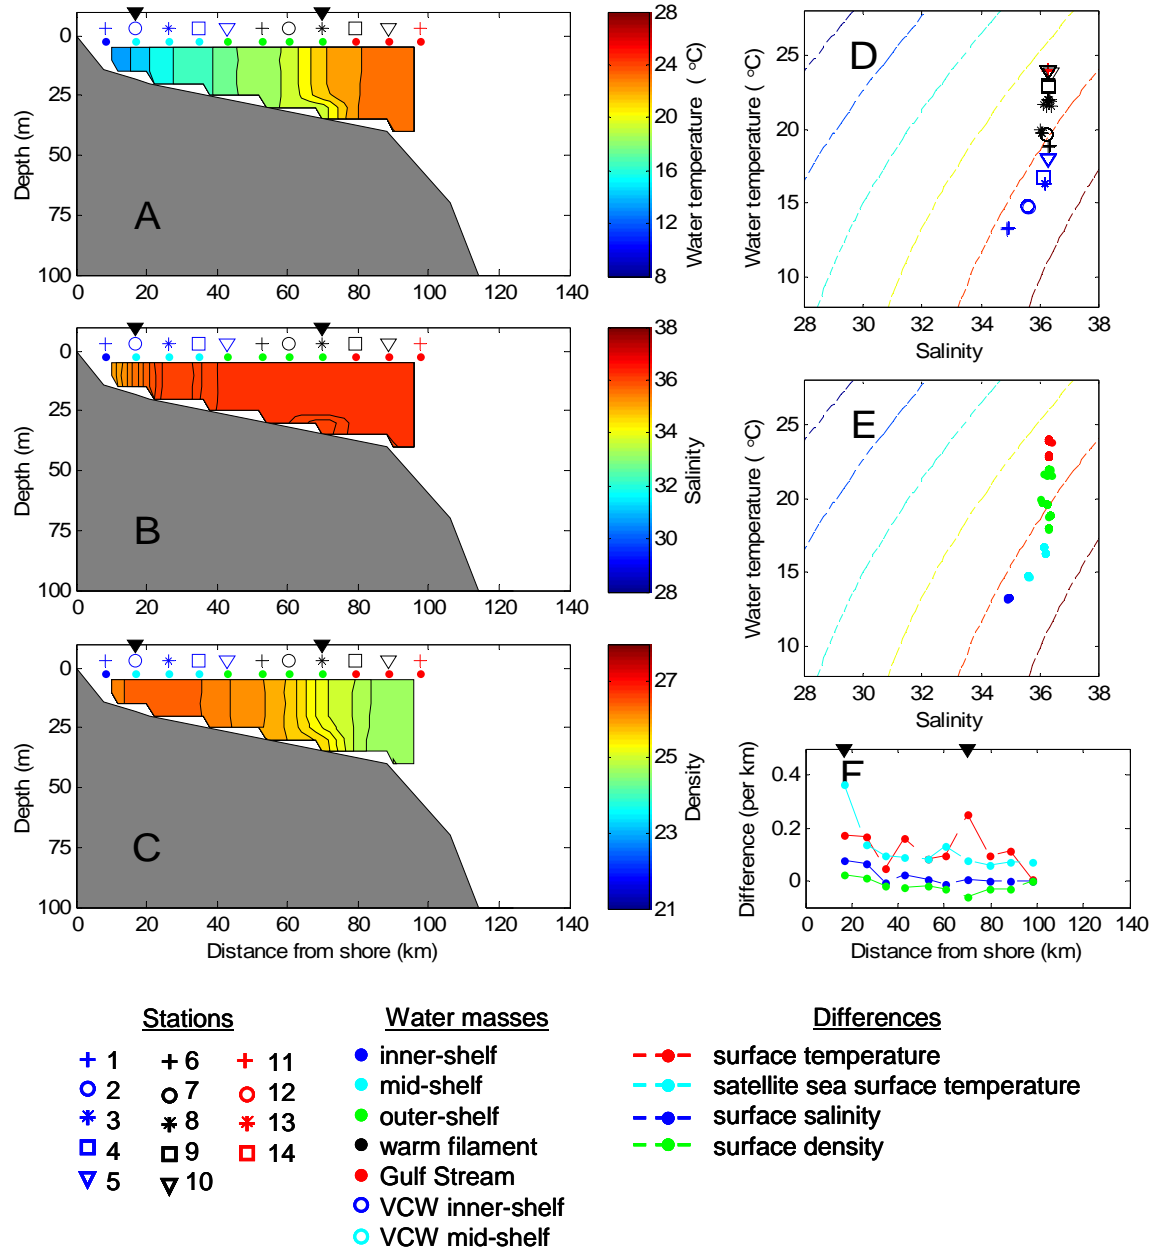 A
Depth (m)
0
25
50
75
100
0 20 40 60 80 100 120 140
28
24
20
16
12
8
Water temperature ( °C)
B
Depth (m)
0
25
50
75
100
0 20 40 60 80 100 120 140
38
36
34
32
30
28
Salinity
C
Depth (m)
0
25
50
75
100
0 20 40 60 80 100 120 140
Distance from shore (km)
27
25
23
21
Density
D
Water temperature ( °C)
25
20
15
10
28 30 32 34 36 38
Salinity
E
Water temperature ( °C)
25
20
15
10
28 30 32 34 36 38
Salinity
F
Difference (per km)
0.4
0.2
0
0 20 40 60 80 100 120 140
Distance from shore (km)
Stations
1 6 11
2 7 12
3 8 13
4 9 14
5 10
Water masses
inner-shelf
mid-shelf
outer-shelf
warm filament
Gulf Stream
VCW inner-shelf
VCW mid-shelf
Differences
surface temperature
satellite sea surface temperature
surface salinity
surface density